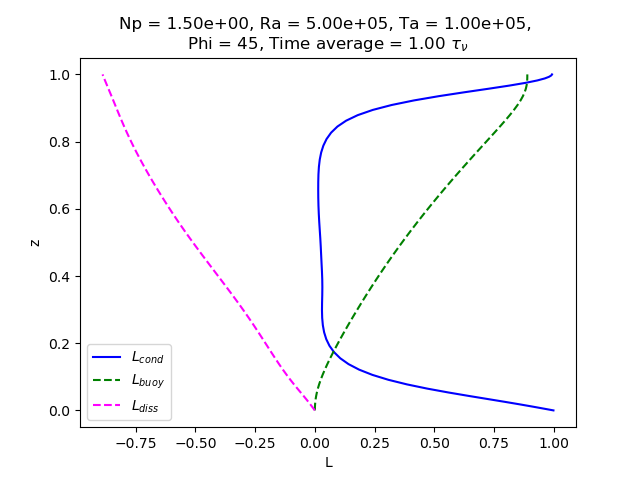 Np = 1.50e+00, Ra = 5.00e+05, Ta = 1.00e+05,
Phi = 45, Time average = 1.00 τ_ν
1.0
0.8
0.6
0.4
0.2
0.0
z
L_cond
L_buoy
L_diss
−0.75 −0.50 −0.25 0.00 0.25 0.50 0.75 1.00
L